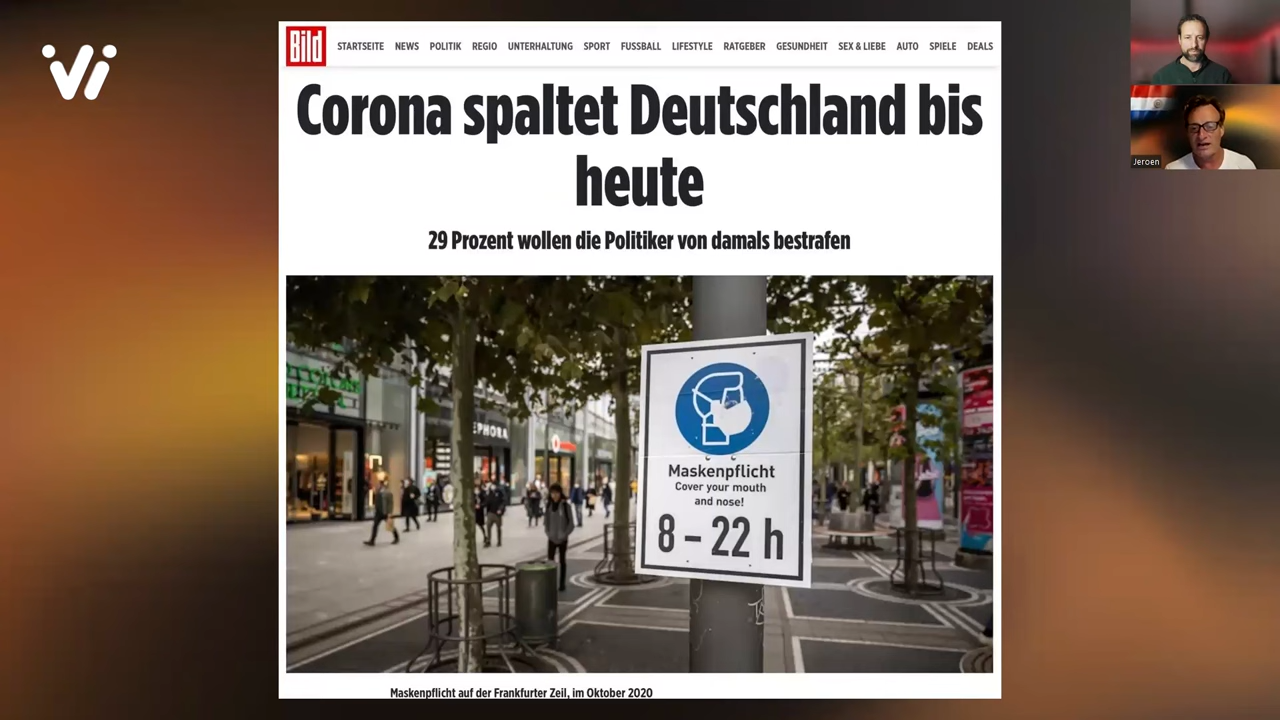 Bild
STARTSEITE NEWS POLITIK REGIO UNTERHALTUNG SPORT FUSSBALL LIFESTYLE RATGEBER GESUNDHEIT SEX & LIEBE AUTO SPIELE DEALS
Corona spaltet Deutschland bis
heute
29 Prozent wollen die Politiker von damals bestrafen
EPHORA
Maskenpflicht
Cover your mouth
and nose!
8 – 22 h
Maskenpflicht auf der Frankfurter Zeil, im Oktober 2020
Jeroen